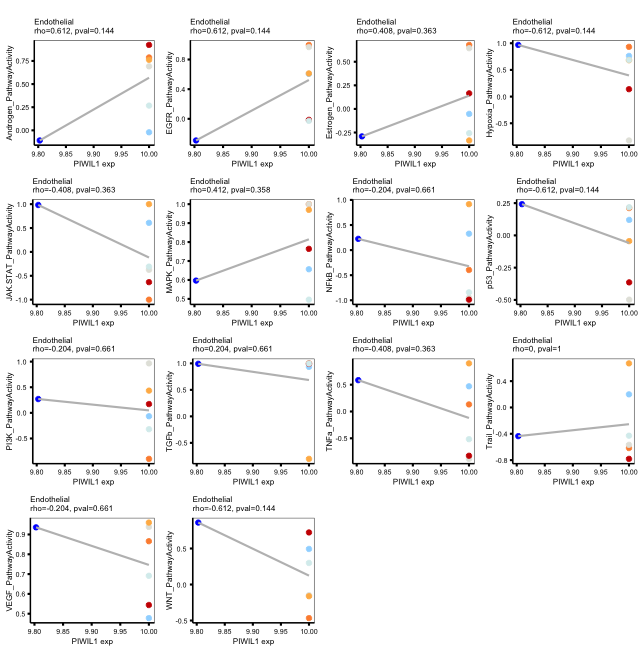 Endothelial
rho=0.612, pval=0.144
Androgen_PathwayActivity
0.75
0.50
0.25
0.00
9.80 9.85 9.90 9.95 10.00
PIWIL1 exp
Endothelial
rho=0.612, pval=0.144
EGFR_PathwayActivity
0.9
0.6
0.3
0.0
9.80 9.85 9.90 9.95 10.00
PIWIL1 exp
Endothelial
rho=0.408, pval=0.363
Estrogen_PathwayActivity
0.50
0.25
0.00
-0.25
9.80 9.85 9.90 9.95 10.00
PIWIL1 exp
Endothelial
rho=-0.612, pval=0.144
Hypoxia_PathwayActivity
1.0
0.5
0.0
-0.5
9.80 9.85 9.90 9.95 10.00
PIWIL1 exp
Endothelial
rho=-0.408, pval=0.363
JAK-STAT_PathwayActivity
1.0
0.5
0.0
-0.5
-1.0
9.80 9.85 9.90 9.95 10.00
PIWIL1 exp
Endothelial
rho=0.412, pval=0.358
MAPK_PathwayActivity
1.0
0.9
0.8
0.7
0.6
0.5
9.80 9.85 9.90 9.95 10.00
PIWIL1 exp
Endothelial
rho=-0.204, pval=0.661
NFkB_PathwayActivity
1.0
0.5
0.0
-0.5
-1.0
9.80 9.85 9.90 9.95 10.00
PIWIL1 exp
Endothelial
rho=-0.612, pval=0.144
p53_PathwayActivity
0.25
0.00
-0.25
-0.50
9.80 9.85 9.90 9.95 10.00
PIWIL1 exp
Endothelial
rho=-0.204, pval=0.661
PI3K_PathwayActivity
1.0
0.5
0.0
-0.5
9.80 9.85 9.90 9.95 10.00
PIWIL1 exp
Endothelial
rho=0.204, pval=0.661
TGFb_PathwayActivity
1.0
0.5
0.0
-0.5
9.80 9.85 9.90 9.95 10.00
PIWIL1 exp
Endothelial
rho=-0.408, pval=0.363
TNFa_PathwayActivity
0.5
0.0
-0.5
9.80 9.85 9.90 9.95 10.00
PIWIL1 exp
Endothelial
rho=0, pval=1
Trail_PathwayActivity
0.4
0.0
-0.4
-0.8
9.80 9.85 9.90 9.95 10.00
PIWIL1 exp
Endothelial
rho=-0.204, pval=0.661
VEGF_PathwayActivity
0.9
0.8
0.7
0.6
0.5
9.80 9.85 9.90 9.95 10.00
PIWIL1 exp
Endothelial
rho=-0.612, pval=0.144
WNT_PathwayActivity
0.5
0.0
-0.5
9.80 9.85 9.90 9.95 10.00
PIWIL1 exp